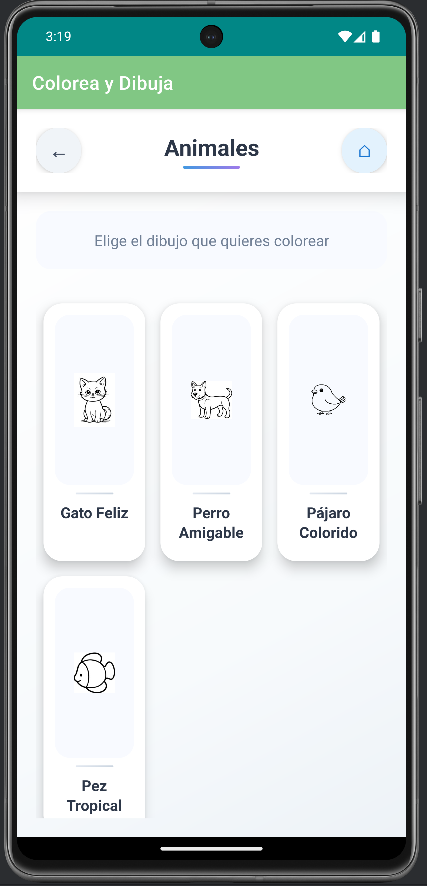 3:19
Colorea y Dibuja
Animales
Elige el dibujo que quieres colorear
Gato Feliz
Perro
Amigable
Pájaro
Colorido
Pez
Tropical